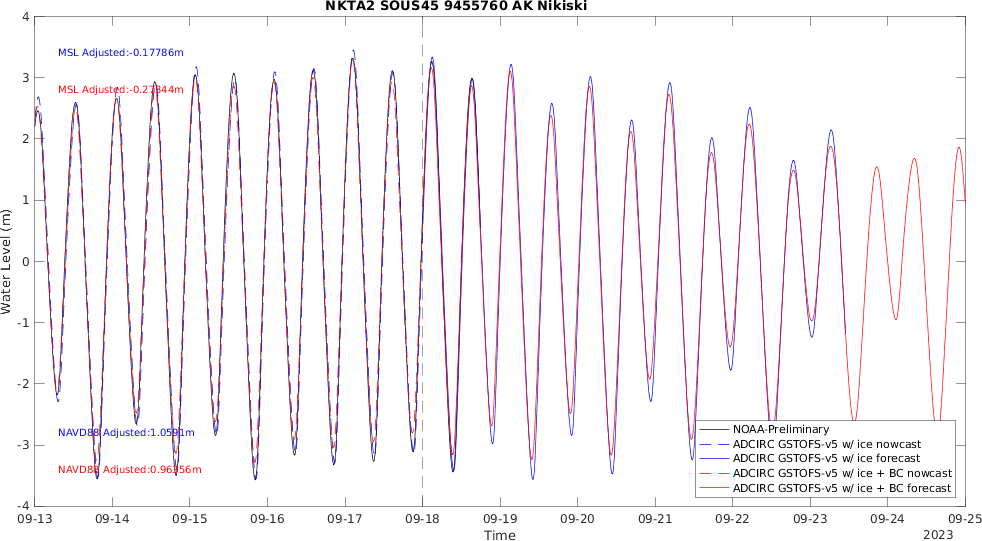 NKTA2 SOUS45 9455760 AK Nikiski
Water Level (m)
4
3
2
1
0
-1
-2
-3
-4
MSL Adjusted:-0.17786m
MSL Adjusted:-0.27344m
NAVD88 Adjusted:1.0591m
NAVD88 Adjusted:0.96356m
NOAA-Preliminary
ADCIRC GSTOFS-v5 w/ ice nowcast
ADCIRC GSTOFS-v5 w/ ice forecast
ADCIRC GSTOFS-v5 w/ ice + BC nowcast
ADCIRC GSTOFS-v5 w/ ice + BC forecast
09-13 09-14 09-15 09-16 09-17 09-18 09-19 09-20 09-21 09-22 09-23 09-24 09-25
Time
2023